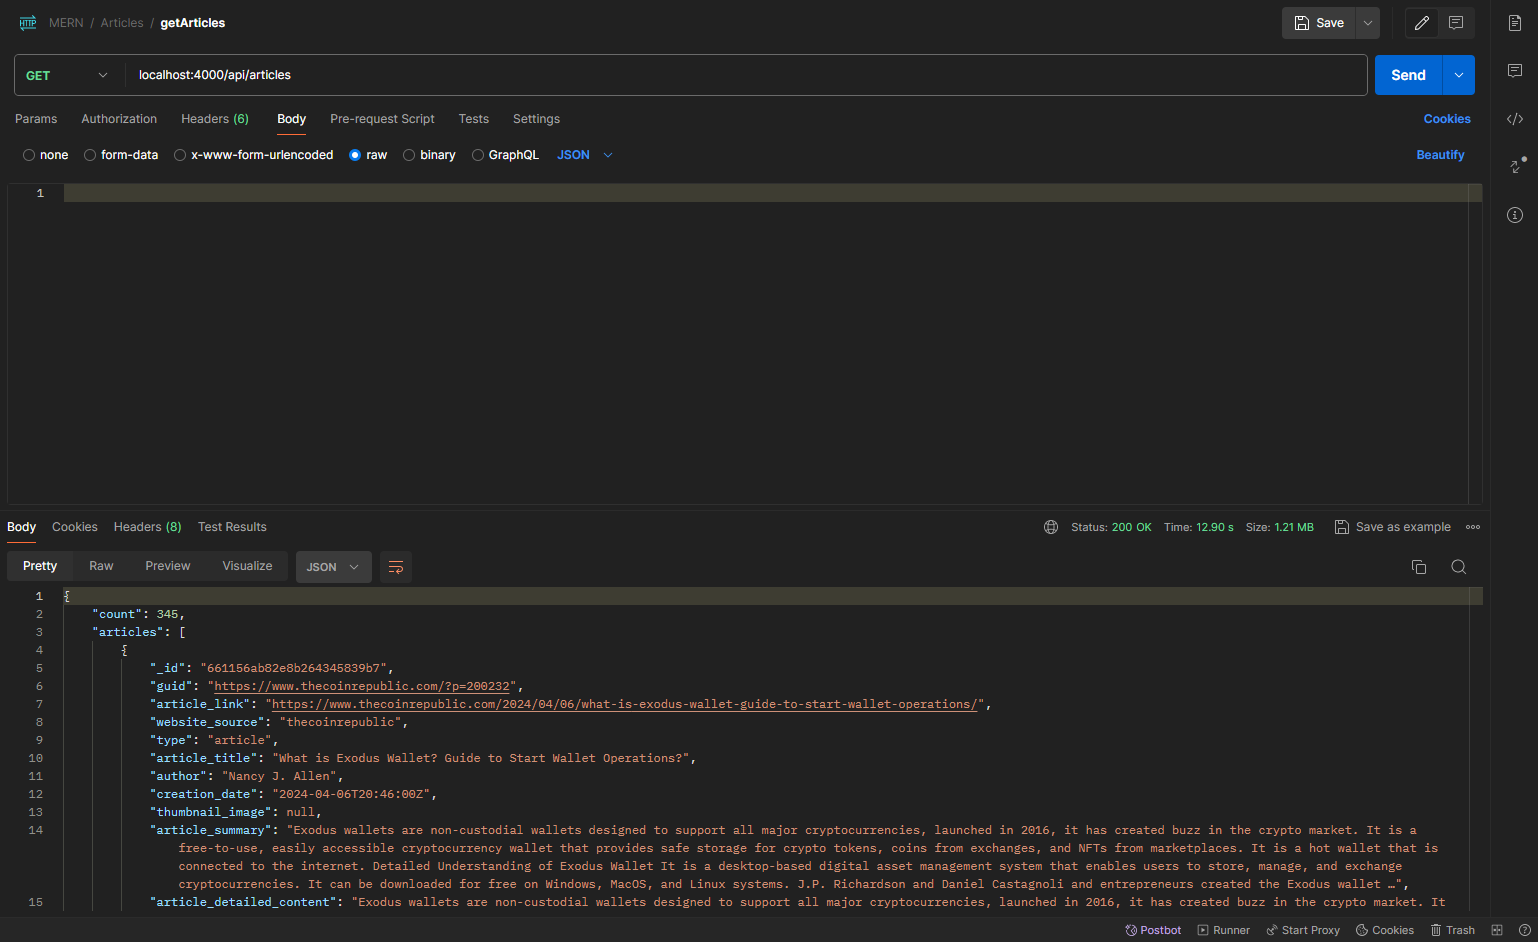 HTTP MERN / Articles / getArticles Save
GET localhost:4000/api/articles Send
Params Authorization Headers (6) Body Pre-request Script Tests Settings Cookies
none form-data x-www-form-urlencoded raw binary GraphQL JSON Beautify
1
Body Cookies Headers (8) Test Results Status: 200 OK Time: 12.90 s Size: 1.21 MB Save as example
Pretty Raw Preview Visualize JSON
1 {
2 "count": 345,
3 "articles": [
4 {
5 "_id": "661156ab82e8b264345839b7",
6 "guid": "https://www.thecoinrepublic.com/?p=200232",
7 "article_link": "https://www.thecoinrepublic.com/2024/04/06/what-is-exodus-wallet-guide-to-start-wallet-operations/",
8 "website_source": "thecoinrepublic",
9 "type": "article",
10 "article_title": "What is Exodus Wallet? Guide to Start Wallet Operations?",
11 "author": "Nancy J. Allen",
12 "creation_date": "2024-04-06T20:46:00Z",
13 "thumbnail_image": null,
14 "article_summary": "Exodus wallets are non-custodial wallets designed to support all major cryptocurrencies, launched in 2016, it has created buzz in the crypto market. It is a
free-to-use, easily accessible cryptocurrency wallet that provides safe storage for crypto tokens, coins from exchanges, and NFTs from marketplaces. It is a hot wallet that is
connected to the internet. Detailed Understanding of Exodus Wallet It is a desktop-based digital asset management system that enables users to store, manage, and exchange
cryptocurrencies. It can be downloaded for free on Windows, MacOS, and Linux systems. J.P. Richardson and Daniel Castagnoli and entrepreneurs created the Exodus wallet …",
15 "article_detailed_content": "Exodus wallets are non-custodial wallets designed to support all major cryptocurrencies, launched in 2016, it has created buzz in the crypto market. It
Postbot Runner Start Proxy Cookies Trash